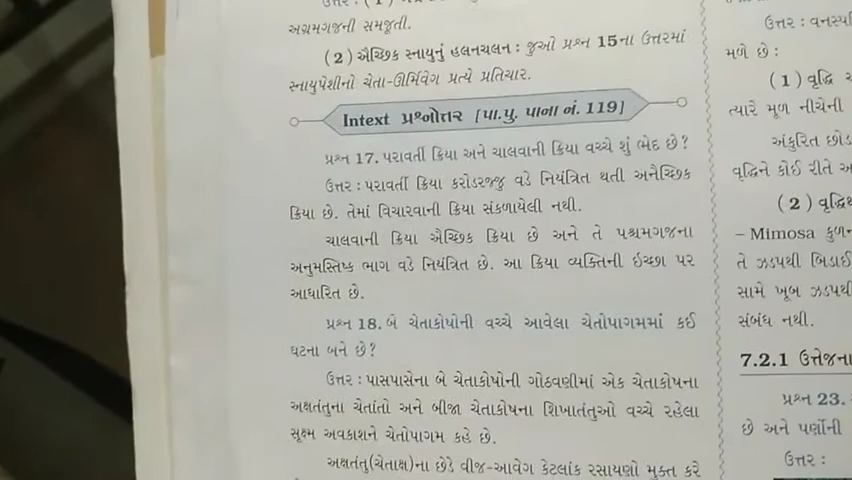 ઉત્તર : (1)
અગ્રમગજની સમજૂતી.
(2) ઐચ્છિક સ્નાયુનું હલનચલન : જુઓ પ્રશ્ન 15ના ઉત્તરમાં
સ્નાયુપેશીનો ચેતા-ઊર્મિવેગ પ્રત્યે પ્રતિચાર.
Intext પ્રશ્નોત્તર [પા.પુ. પાના નં. 119]
પ્રશ્ન 17. પરાવર્તી ક્રિયા અને ચાલવાની ક્રિયા વચ્ચે શું ભેદ છે?
ઉત્તર : પરાવર્તી ક્રિયા કરોડરજ્જુ વડે નિયંત્રિત થતી અનૈચ્છિક
ક્રિયા છે. તેમાં વિચારવાની ક્રિયા સંકળાયેલી નથી.
ચાલવાની ક્રિયા ઐચ્છિક ક્રિયા છે અને તે પશ્ચમગજના
અનુમસ્તિષ્ક ભાગ વડે નિયંત્રિત છે. આ ક્રિયા વ્યક્તિની ઇચ્છા પર
આધારિત છે.
પ્રશ્ન 18. બે ચેતાકોષોની વચ્ચે આવેલા ચેતોપાગમમાં કઈ
ઘટના બને છે?
ઉત્તર : પાસપાસેના બે ચેતાકોષોની ગોઠવણીમાં એક ચેતાકોષના
અક્ષતંતુના ચેતાંતો અને બીજા ચેતાકોષના શિખાતંતુઓ વચ્ચે રહેલા
સૂક્ષ્મ અવકાશને ચેતોપાગમ કહે છે.
અક્ષતંતુ(ચેતાક્ષ)ના છેડે વીજ-આવેગ કેટલાંક રસાયણો મુક્ત કરે
ઉત્તર : વનસ્પ
મળે છે :
(1) વૃદ્ધિ
ત્યારે મૂળ નીચેની
અંકુરિત છોડ
વૃદ્ધિને કોઈ રીતે
(2) વૃદ્ધિ
– Mimosa કુળ
તે ઝડપથી બિડાઈ
સામે ખૂબ ઝડપથી
સંબંધ નથી.
7.2.1 ઉત્તેજના
પ્રશ્ન 23.
છે અને પર્ણોની
ઉત્તર :